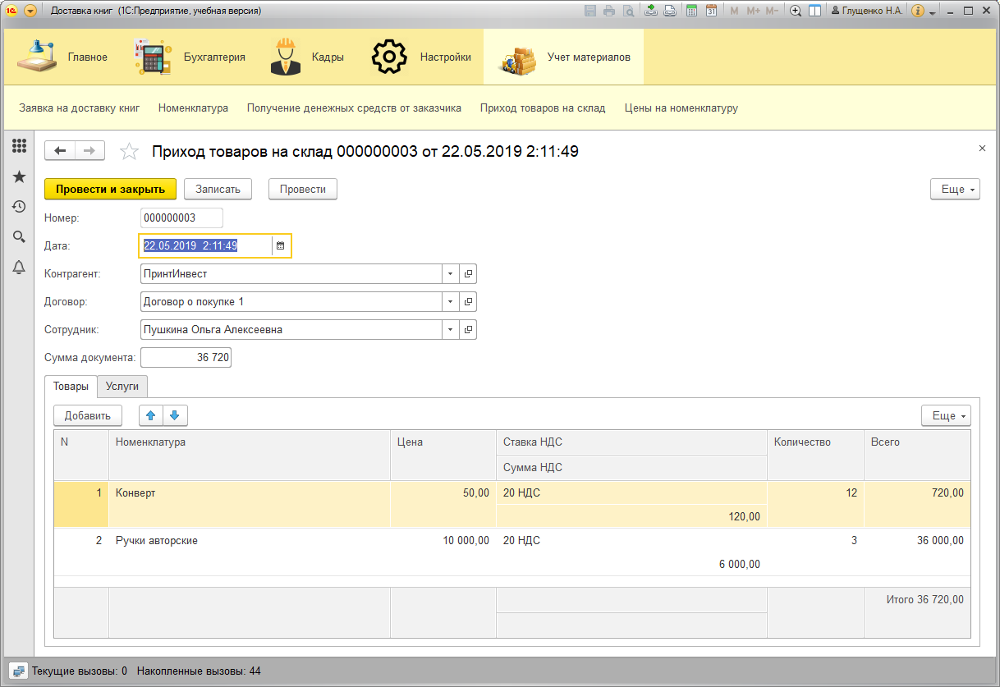 Доставка книг (1С:Предприятие, учебная версия) M M+ M- Глущенко Н.А.
Главное Бухгалтерия Кадры Настройки Учет материалов
Заявка на доставку книг Номенклатура Получение денежных средств от заказчика Приход товаров на склад Цены на номенклатуру
Приход товаров на склад 000000003 от 22.05.2019 2:11:49
Провести и закрыть Записать Провести Еще
Номер: 000000003
Дата: 22.05.2019 2:11:49
Контрагент: ПринтИнвест
Договор: Договор о покупке 1
Сотрудник: Пушкина Ольга Алексеевна
Сумма документа: 36 720
Товары Услуги
Добавить Еще
N Номенклатура Цена Ставка НДС Количество Всего
Сумма НДС
1 Конверт 50,00 20 НДС 12 720,00
120,00
2 Ручки авторские 10 000,00 20 НДС 3 36 000,00
6 000,00
Итого 36 720,00
Текущие вызовы: 0 Накопленные вызовы: 44